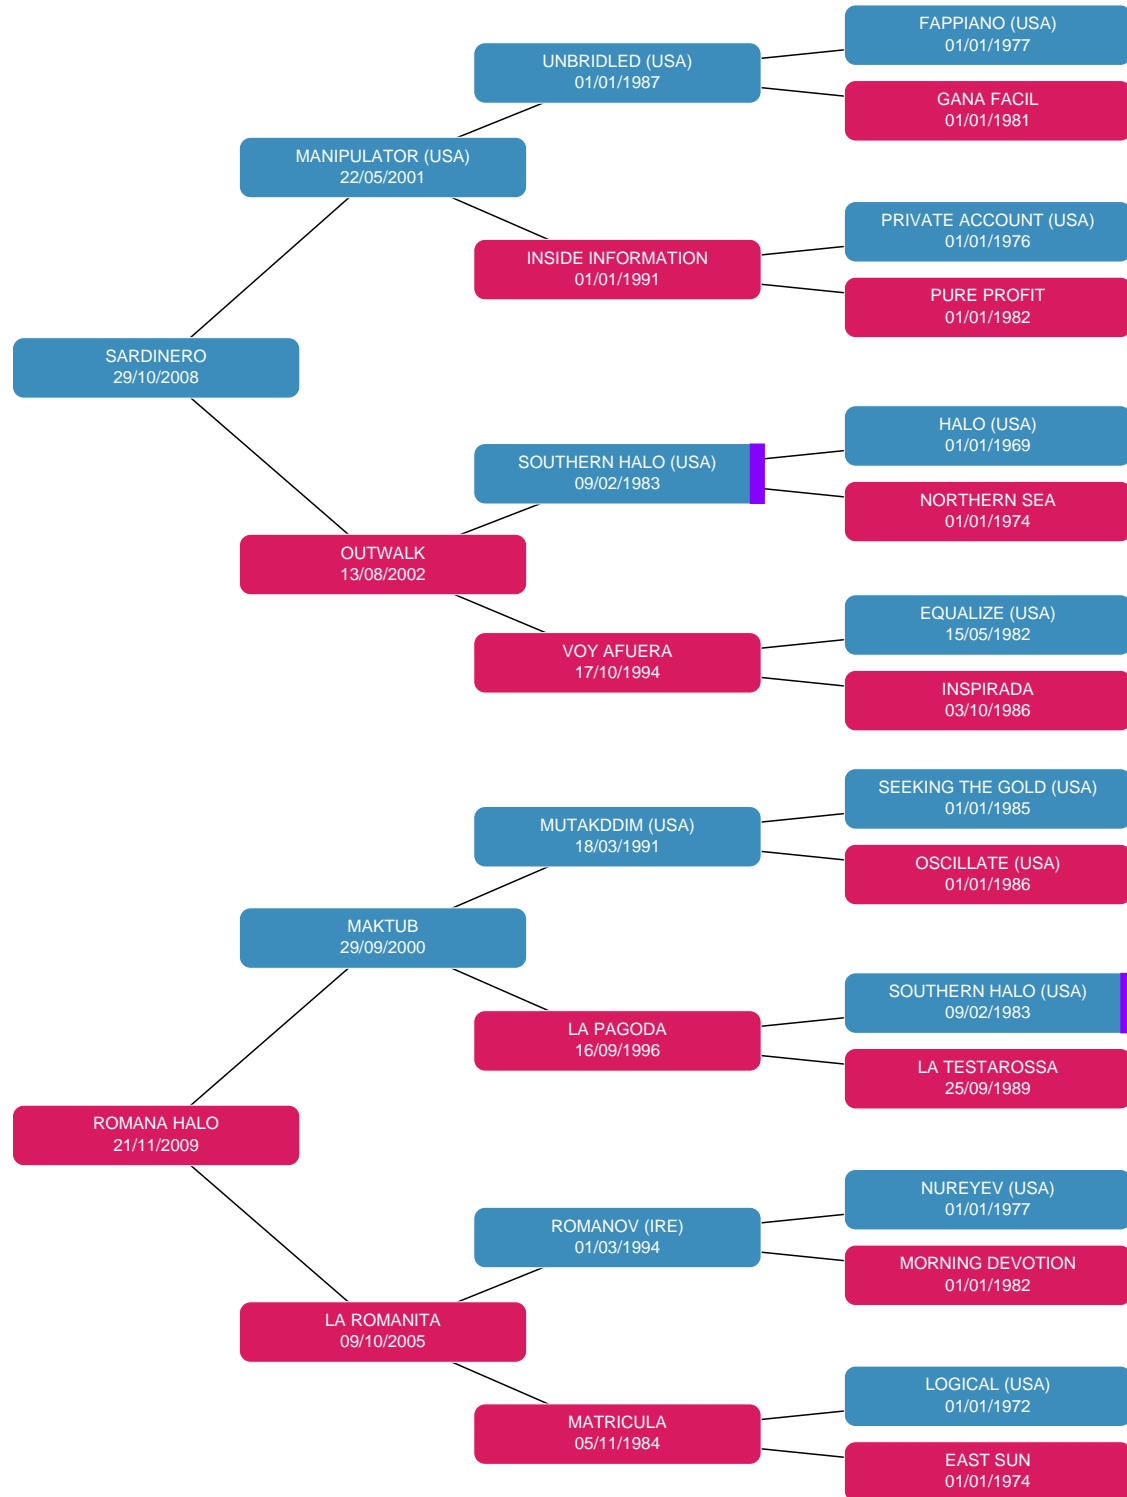 FAPPIANO (USA)
01/01/1977
UNBRIDLED (USA)
01/01/1987
GANA FACIL
01/01/1981
MANIPULATOR (USA)
22/05/2001
PRIVATE ACCOUNT (USA)
01/01/1976
INSIDE INFORMATION
01/01/1991
PURE PROFIT
01/01/1982
SARDINERO
29/10/2008
HALO (USA)
01/01/1969
SOUTHERN HALO (USA)
09/02/1983
NORTHERN SEA
01/01/1974
OUTWALK
13/08/2002
EQUALIZE (USA)
15/05/1982
VOY AFUERA
17/10/1994
INSPIRADA
03/10/1986
SEEKING THE GOLD (USA)
01/01/1985
MUTAKDDIM (USA)
18/03/1991
OSCILLATE (USA)
01/01/1986
MAKTUB
29/09/2000
SOUTHERN HALO (USA)
09/02/1983
LA PAGODA
16/09/1996
LA TESTAROSSA
25/09/1989
ROMANA HALO
21/11/2009
NUREYEV (USA)
01/01/1977
ROMANOV (IRE)
01/03/1994
MORNING DEVOTION
01/01/1982
LA ROMANITA
09/10/2005
LOGICAL (USA)
01/01/1972
MATRICULA
05/11/1984
EAST SUN
01/01/1974